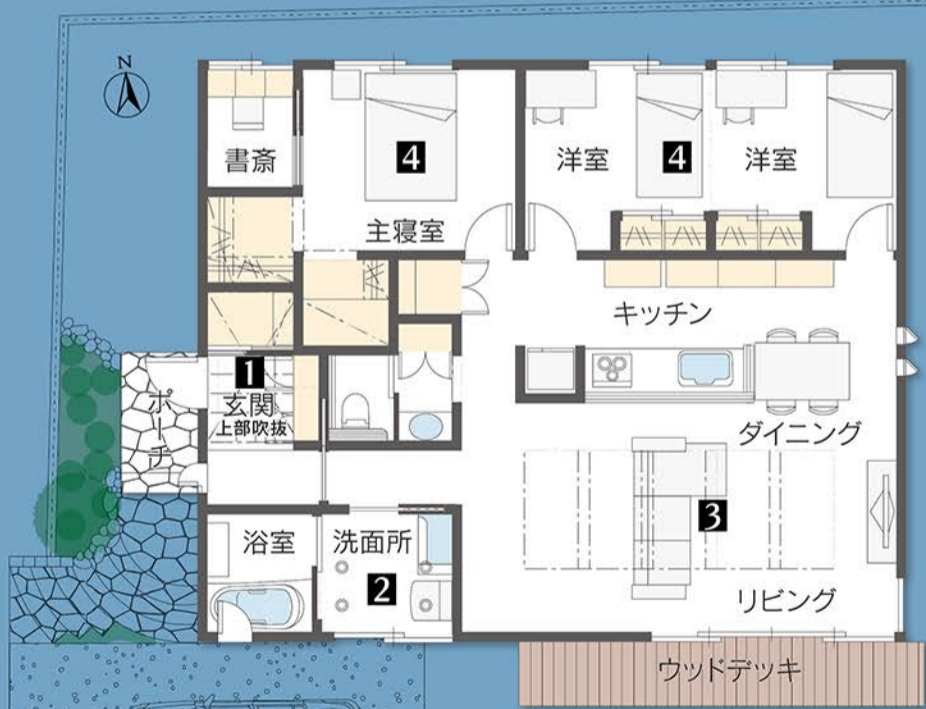 N
書斎
4
主寝室
洋室
4
洋室
キッチン
1
玄関
上部吹抜
ポーチ
ダイニング
3
浴室
洗面所
2
リビング
ウッドデッキ